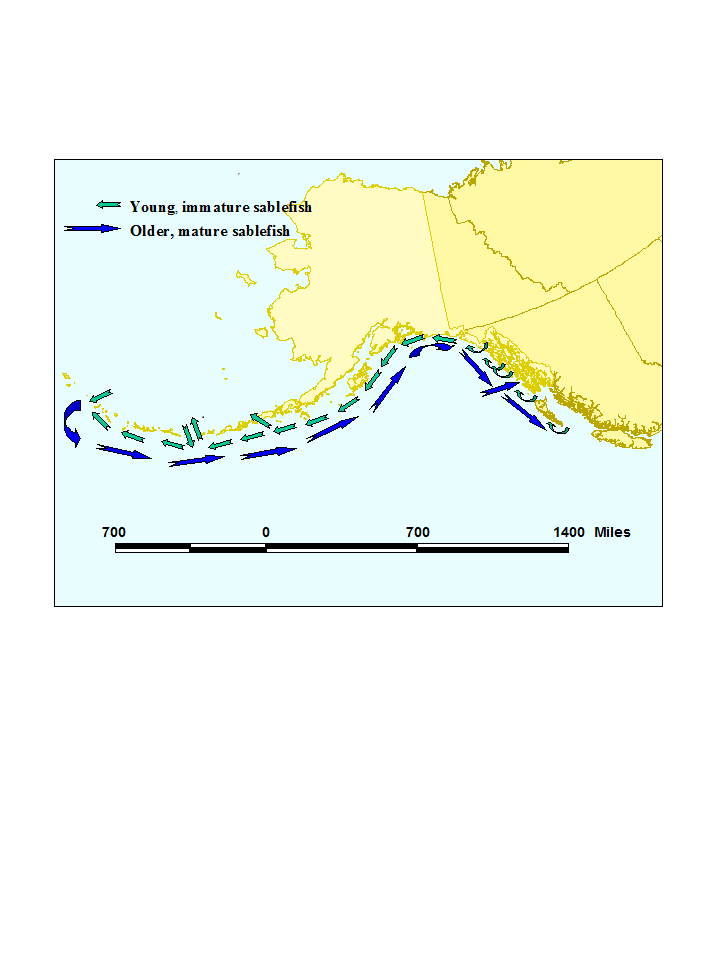 Young, immature sablefish
Older, mature sablefish
700 0 700 1400 Miles